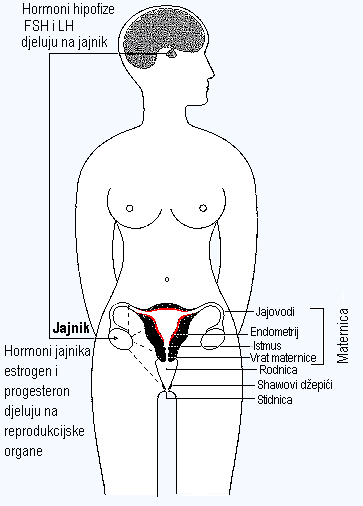 Hormoni hipofize
FSH i LH
djeluju na jajnik
Jajnik
Hormoni jajnika
estrogen i
progesteron
djeluju na
reprodukcijske
organe
Jajovodi
Endometrij
Istmus
Vrat maternice
Rodnica
Shawovi džepići
Stidnica
Maternica